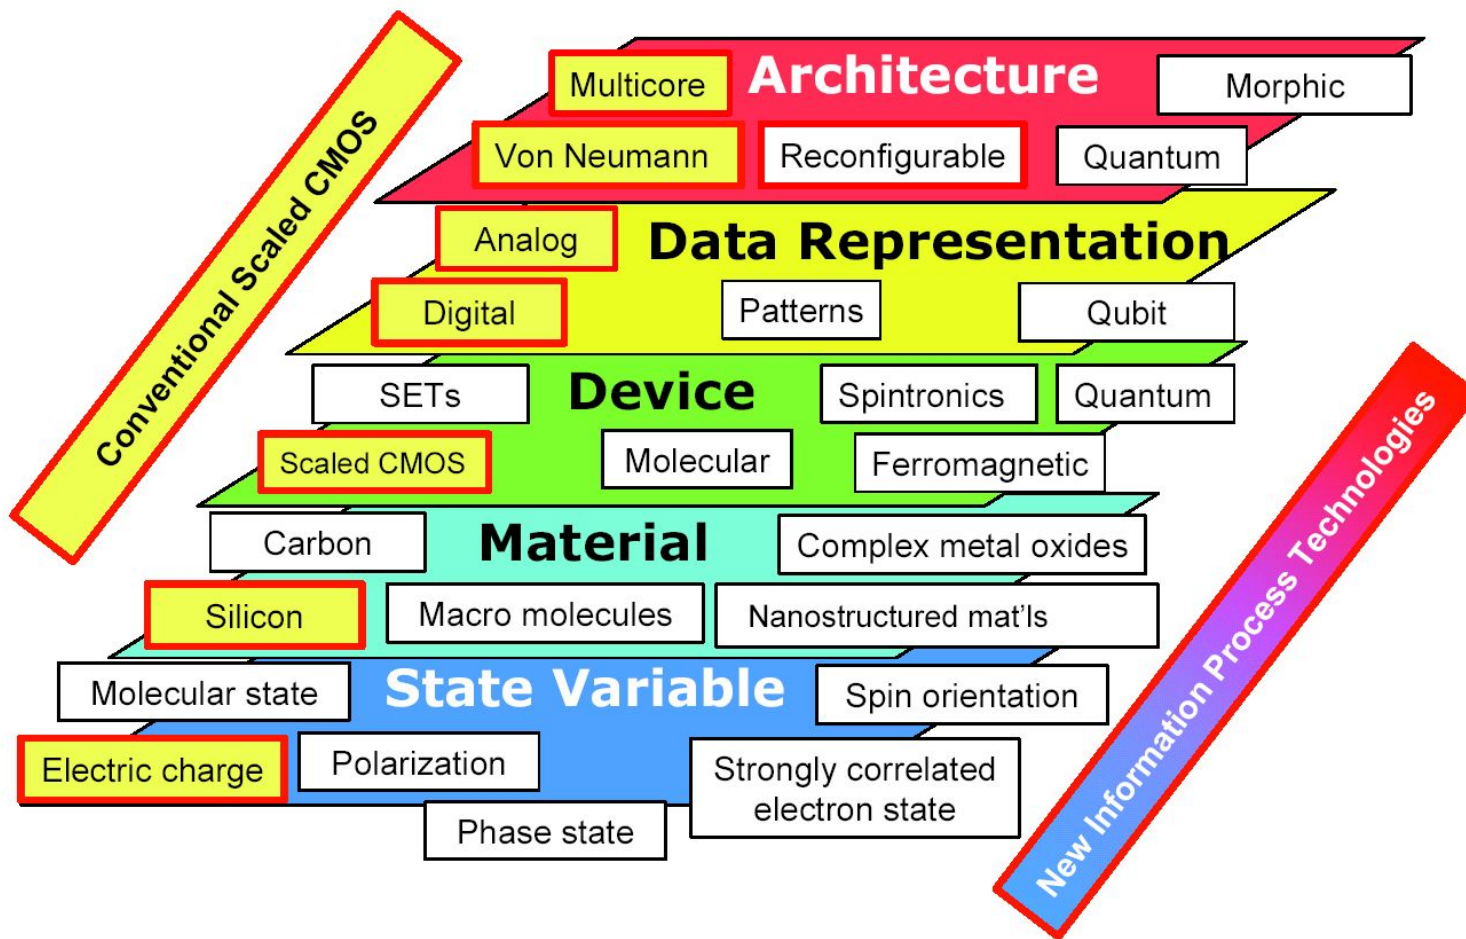 Conventional Scaled CMOS
Architecture
Multicore
Morphic
Von Neumann
Reconfigurable
Quantum
Analog
Data Representation
Digital
Patterns
Qubit
SETs
Device
Spintronics
Quantum
Scaled CMOS
Molecular
Ferromagnetic
Carbon
Material
Complex metal oxides
Silicon
Macro molecules
Nanostructured mat'ls
Molecular state
State Variable
Spin orientation
Electric charge
Polarization
Strongly correlated
electron state
Phase state
New Information Process Technologies